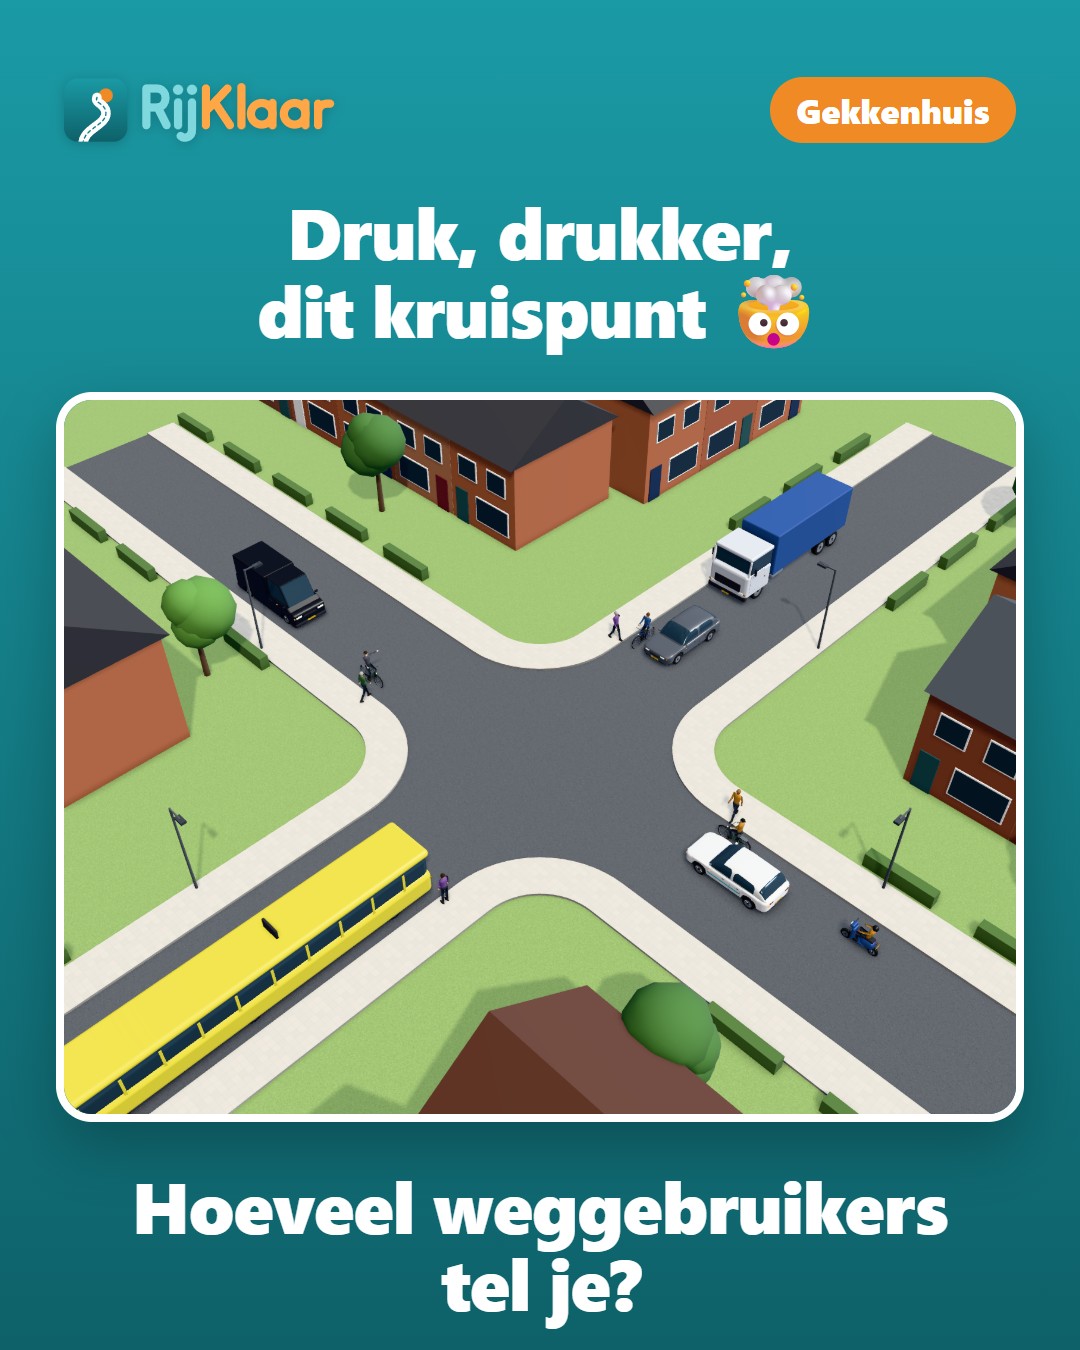 RijKlaar
Gekkenhuis
Druk, drukker,
dit kruispunt 🤯
Hoeveel weggebruikers
tel je?